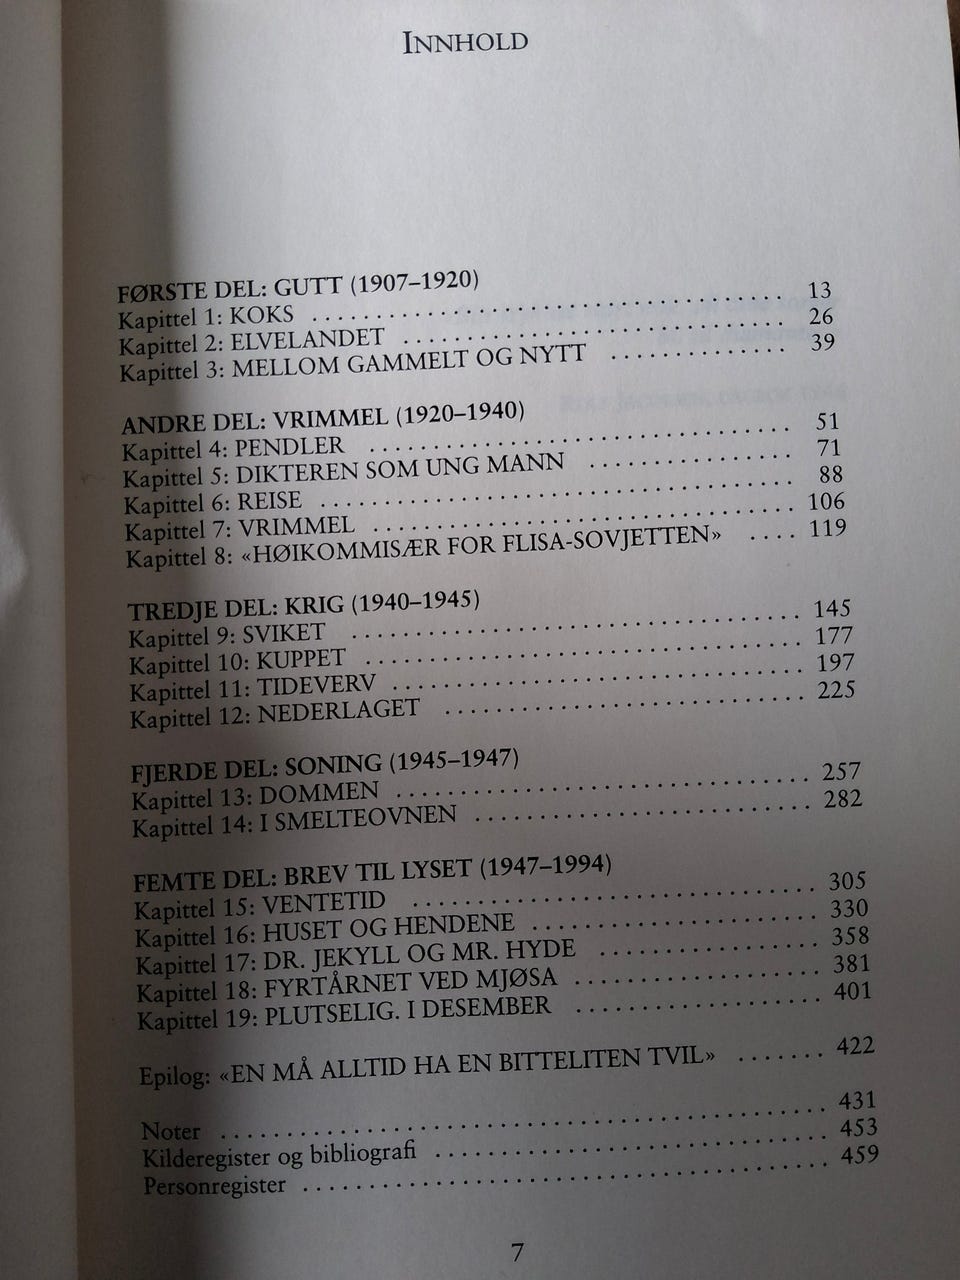 INNHOLD
FØRSTE DEL: GUTT (1907–1920)
Kapittel 1: KOKS .................................... 13
Kapittel 2: ELVELANDET ............................. 26
Kapittel 3: MELLOM GAMMELT OG NYTT .............. 39
ANDRE DEL: VRIMMEL (1920–1940)
Kapittel 4: PENDLER ................................ 51
Kapittel 5: DIKTEREN SOM UNG MANN ................ 71
Kapittel 6: REISE .................................... 88
Kapittel 7: VRIMMEL ................................ 106
Kapittel 8: «HØIKOMMISÆR FOR FLISA-SOVJETTEN» .... 119
TREDJE DEL: KRIG (1940–1945)
Kapittel 9: SVIKET .................................. 145
Kapittel 10: KUPPET ................................. 177
Kapittel 11: TIDEVERV ............................... 197
Kapittel 12: NEDERLAGET ............................ 225
FJERDE DEL: SONING (1945–1947)
Kapittel 13: DOMMEN ................................ 257
Kapittel 14: I SMELTEOVNEN .......................... 282
FEMTE DEL: BREV TIL LYSET (1947–1994)
Kapittel 15: VENTETID ............................... 305
Kapittel 16: HUSET OG HENDENE ...................... 330
Kapittel 17: DR. JEKYLL OG MR. HYDE ................. 358
Kapittel 18: FYRTÅRNET VED MJØSA ................... 381
Kapittel 19: PLUTSELIG. I DESEMBER ................... 401
Epilog: «EN MÅ ALLTID HA EN BITTELITEN TVIL» ....... 422
Noter .............................................. 431
Kilderegister og bibliografi .............................. 453
Personregister ........................................ 459
7